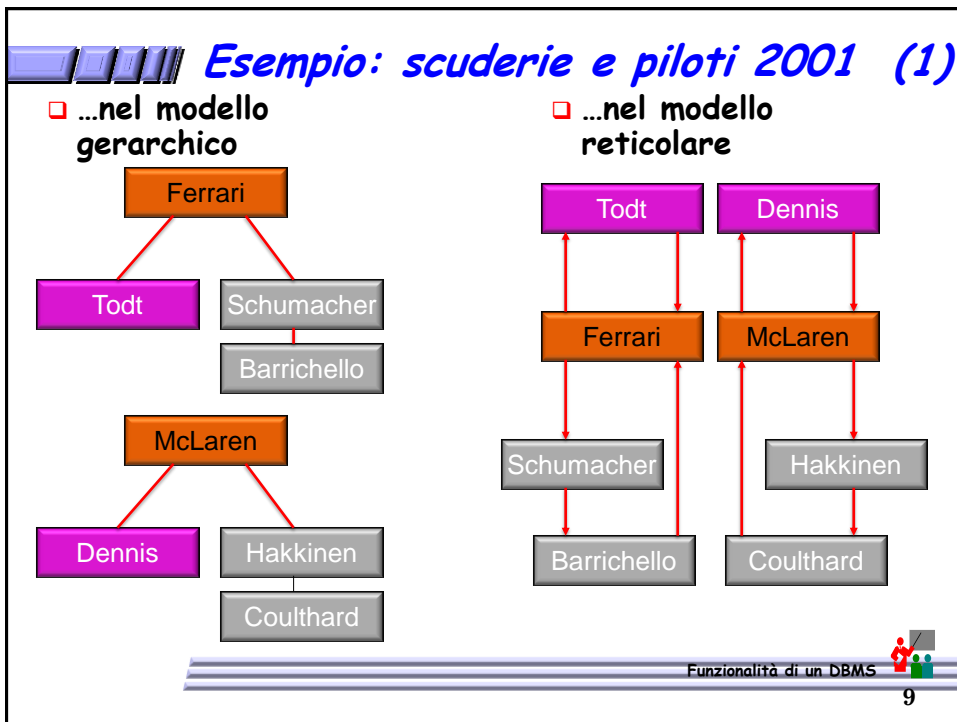 Esempio: scuderie e piloti 2001 (1)
❑ …nel modello
gerarchico
Ferrari
Todt
Schumacher
Barrichello
McLaren
Dennis
Hakkinen
Coulthard
❑ …nel modello
reticolare
Todt
Dennis
Ferrari
McLaren
Schumacher
Hakkinen
Barrichello
Coulthard
Funzionalità di un DBMS
9